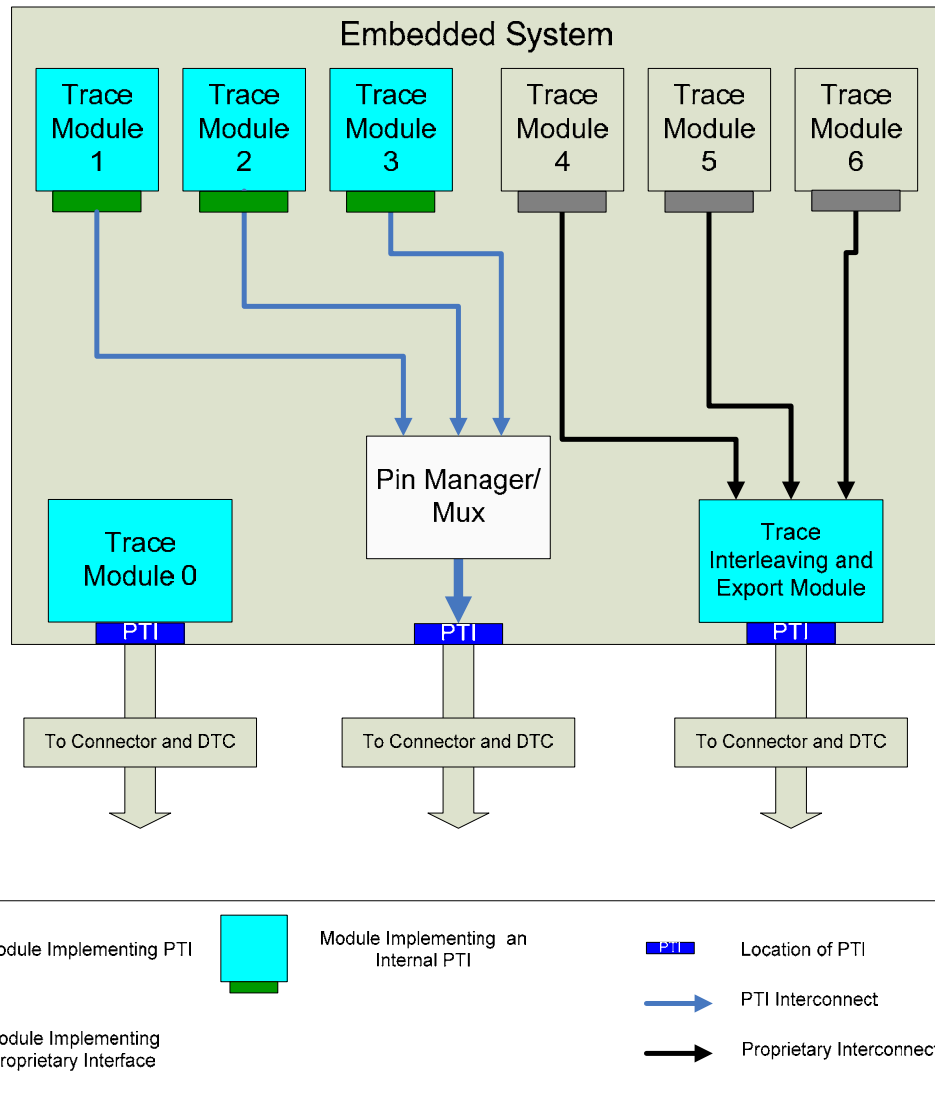 Embedded System
Trace
Module
1
Trace
Module
2
Trace
Module
3
Trace
Module
4
Trace
Module
5
Trace
Module
6
Pin Manager/
Mux
Trace
Module 0
Trace
Interleaving and
Export Module
PTI
PTI
PTI
To Connector and DTC
To Connector and DTC
To Connector and DTC
odule Implementing PTI
Module Implementing an
Internal PTI
PTI
Location of PTI
PTI Interconnect
odule Implementing
roprietary Interface
Proprietary Interconnect